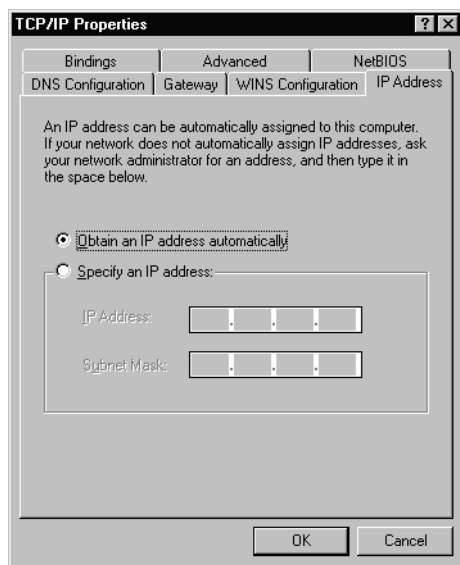 TCP/IP Properties
Bindings Advanced NetBIOS
DNS Configuration Gateway WINS Configuration IP Address
An IP address can be automatically assigned to this computer.
If your network does not automatically assign IP addresses, ask
your network administrator for an address, and then type it in
the space below.
Obtain an IP address automatically
Specify an IP address:
IP Address:
Subnet Mask:
OK Cancel